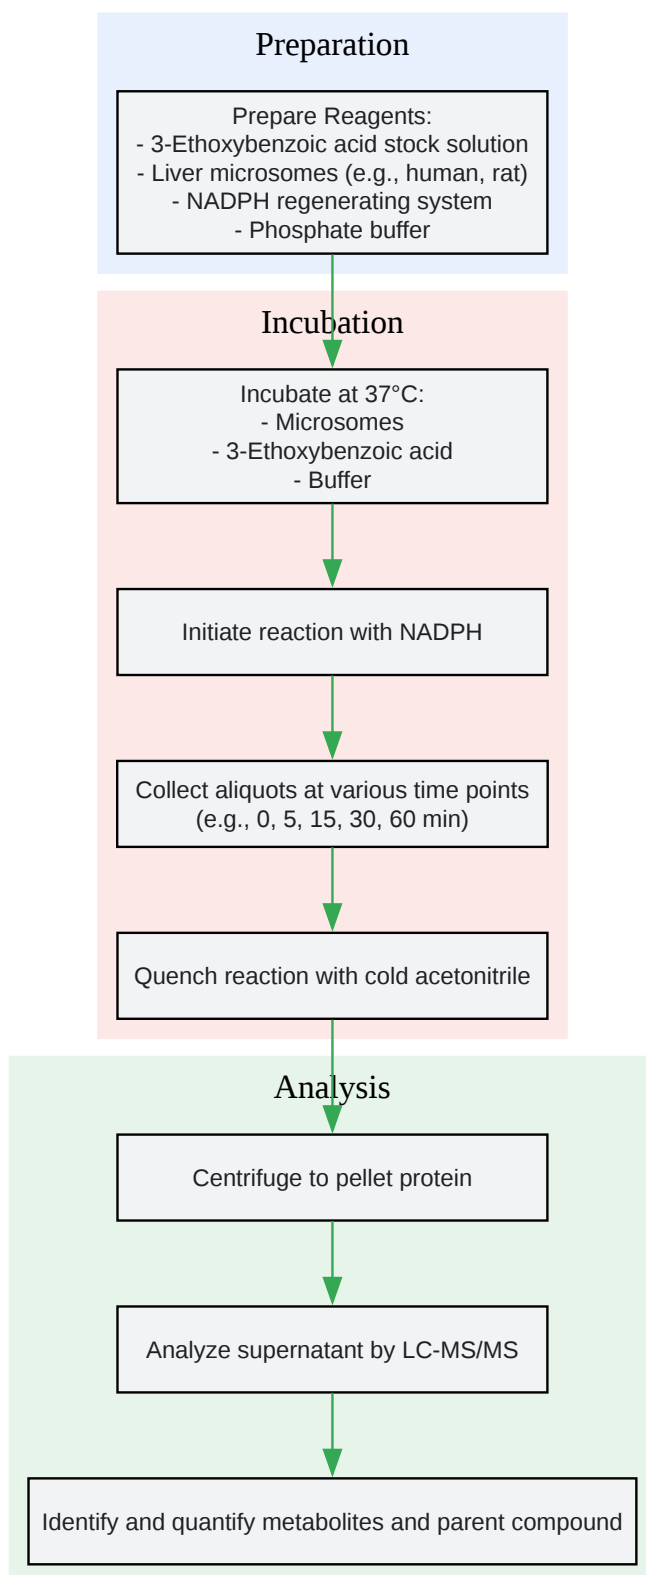 Preparation
Prepare Reagents:
- 3-Ethoxybenzoic acid stock solution
- Liver microsomes (e.g., human, rat)
- NADPH regenerating system
- Phosphate buffer
Incubation
Incubate at 37°C:
- Microsomes
- 3-Ethoxybenzoic acid
- Buffer
Initiate reaction with NADPH
Collect aliquots at various time points
(e.g., 0, 5, 15, 30, 60 min)
Quench reaction with cold acetonitrile
Analysis
Centrifuge to pellet protein
Analyze supernatant by LC-MS/MS
Identify and quantify metabolites and parent compound